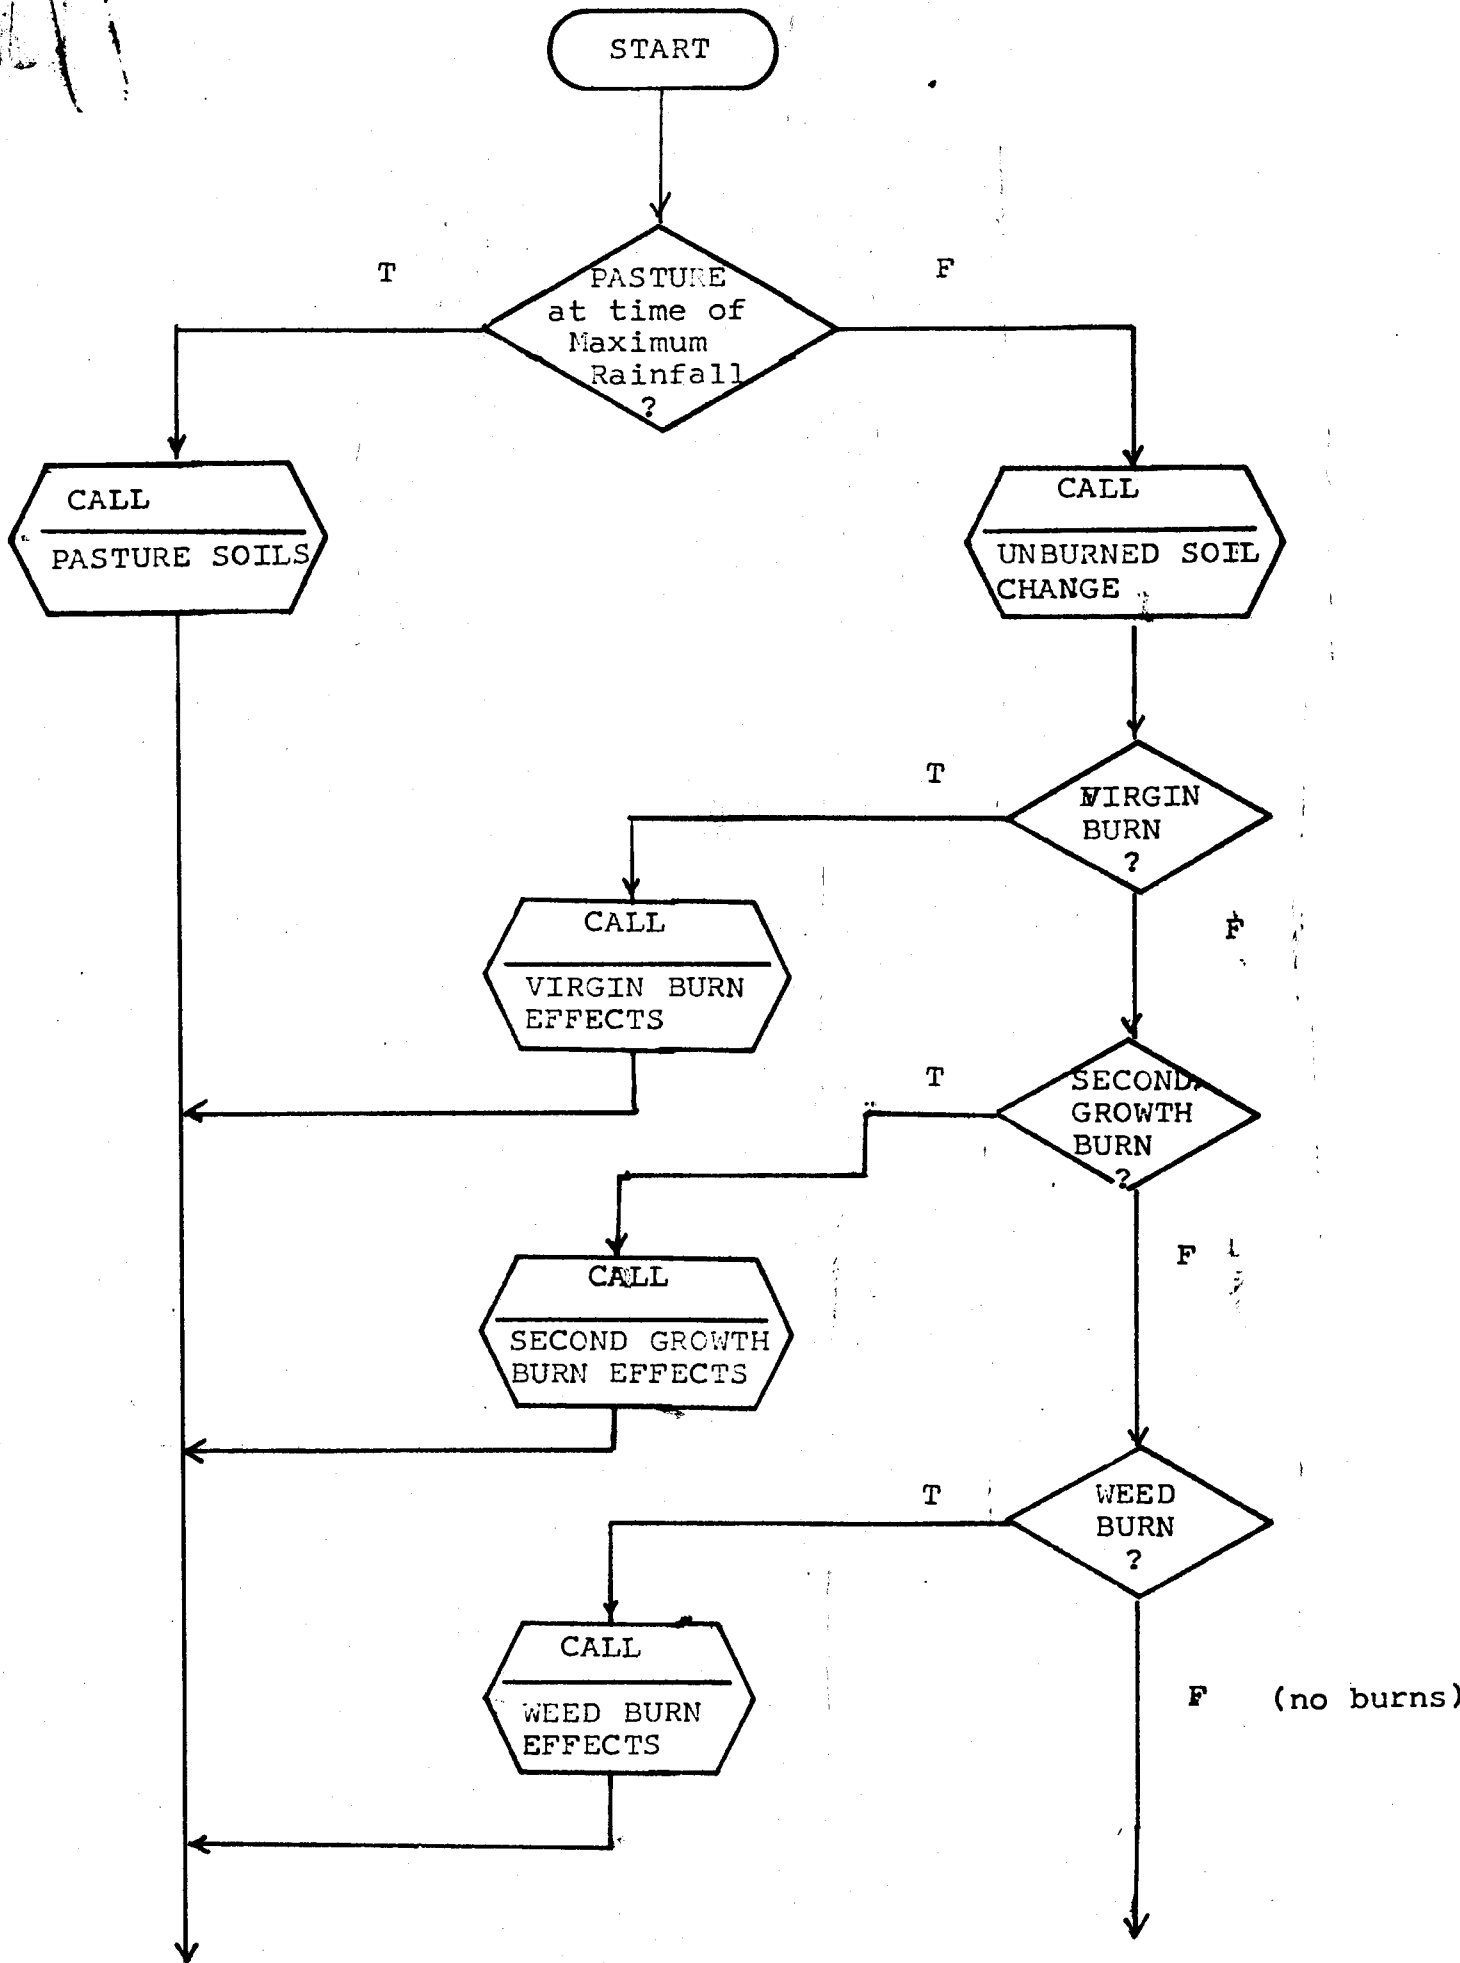 START
T
F
PASTURE
at time of
Maximum
Rainfall
?
CALL
PASTURE SOILS
CALL
UNBURNED SOIL
CHANGE
T
VIRGIN
BURN
?
F
CALL
VIRGIN BURN
EFFECTS
T
SECOND
GROWTH
BURN
?
F
CALL
SECOND GROWTH
BURN EFFECTS
T
WEED
BURN
?
CALL
WEED BURN
EFFECTS
F (no burns)